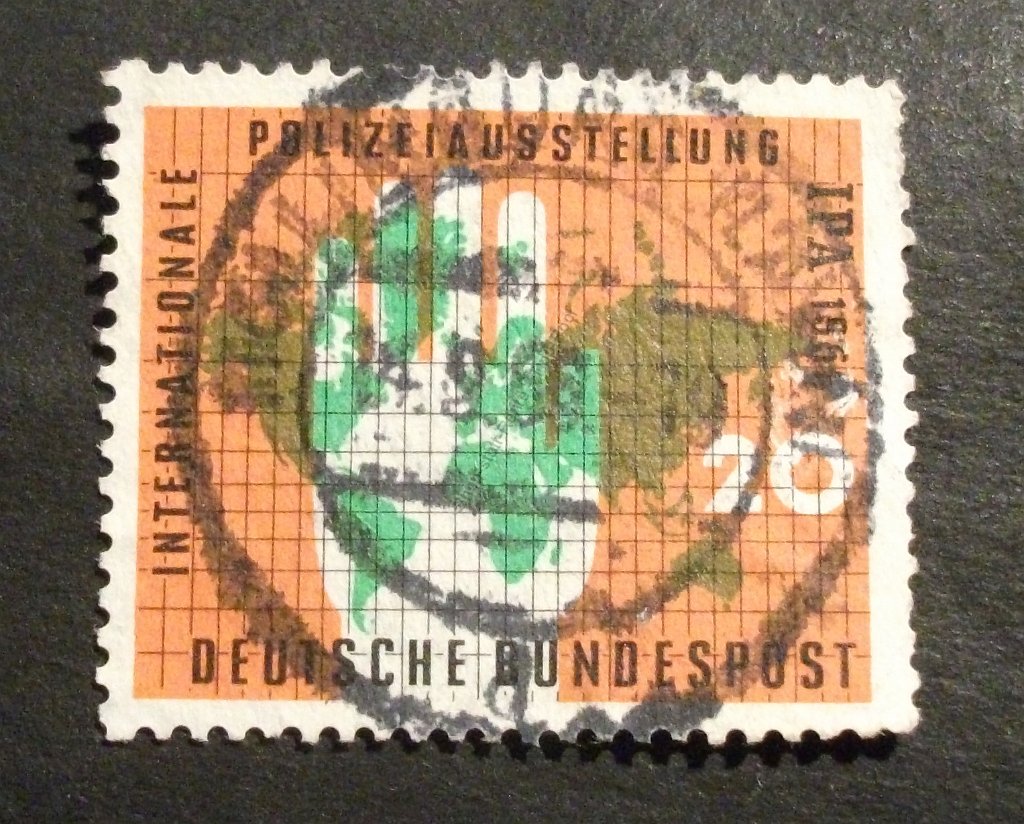 POLIZEIAUSSTELLUNG
INTERNATIONALE
IPA
20
DEUTSCHE BUNDESPOST